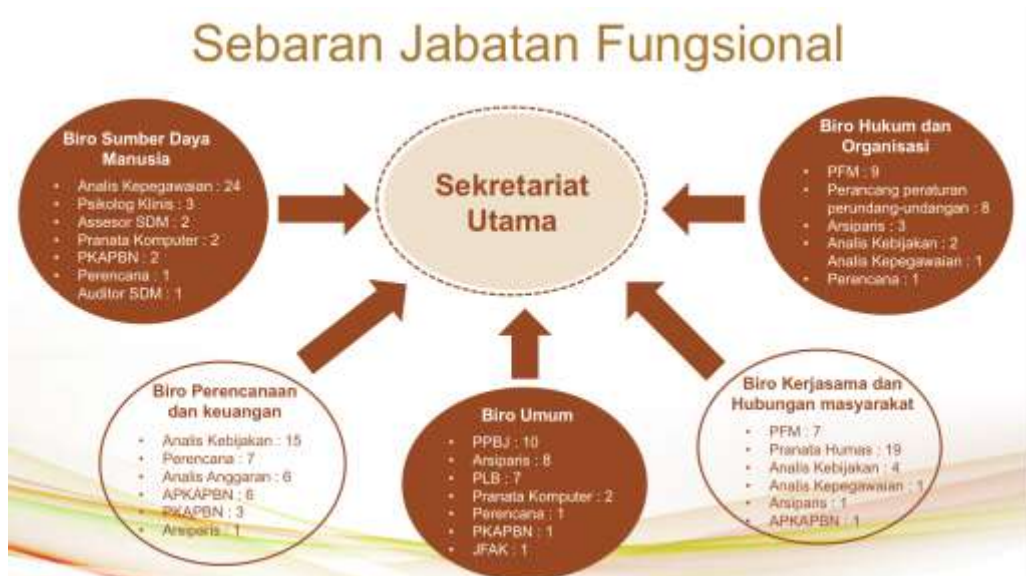 Sebaran Jabatan Fungsional
Biro Sumber Daya
Manusia
• Analis Kepegawaian : 24
• Psikolog Klinis : 3
• Assesor SDM : 2
• Pranata Komputer : 2
• PKAPBN : 2
• Perencana : 1
Auditor SDM : 1
Sekretariat
Utama
Biro Hukum dan
Organisasi
• PFM : 9
• Perancang peraturan
perundang-undangan : 8
• Arsiparis : 3
• Analis Kebijakan : 2
Analis Kepegawaian : 1
• Perencana : 1
Biro Perencanaan
dan keuangan
• Analis Kebijakan : 15
• Perencana : 7
• Analis Anggaran : 6
• APKAPBN : 6
• PKAPBN : 3
• Arsiparis : 1
Biro Umum
• PPBJ : 10
• Arsiparis : 8
• PLB : 7
• Pranata Komputer : 2
• Perencana : 1
• PKAPBN : 1
• JFAK : 1
Biro Kerjasama dan
Hubungan masyarakat
• PFM : 7
• Pranata Humas : 19
• Analis Kebijakan : 4
• Analis Kepegawaian : 1
• Arsiparis : 1
• APKAPBN : 1